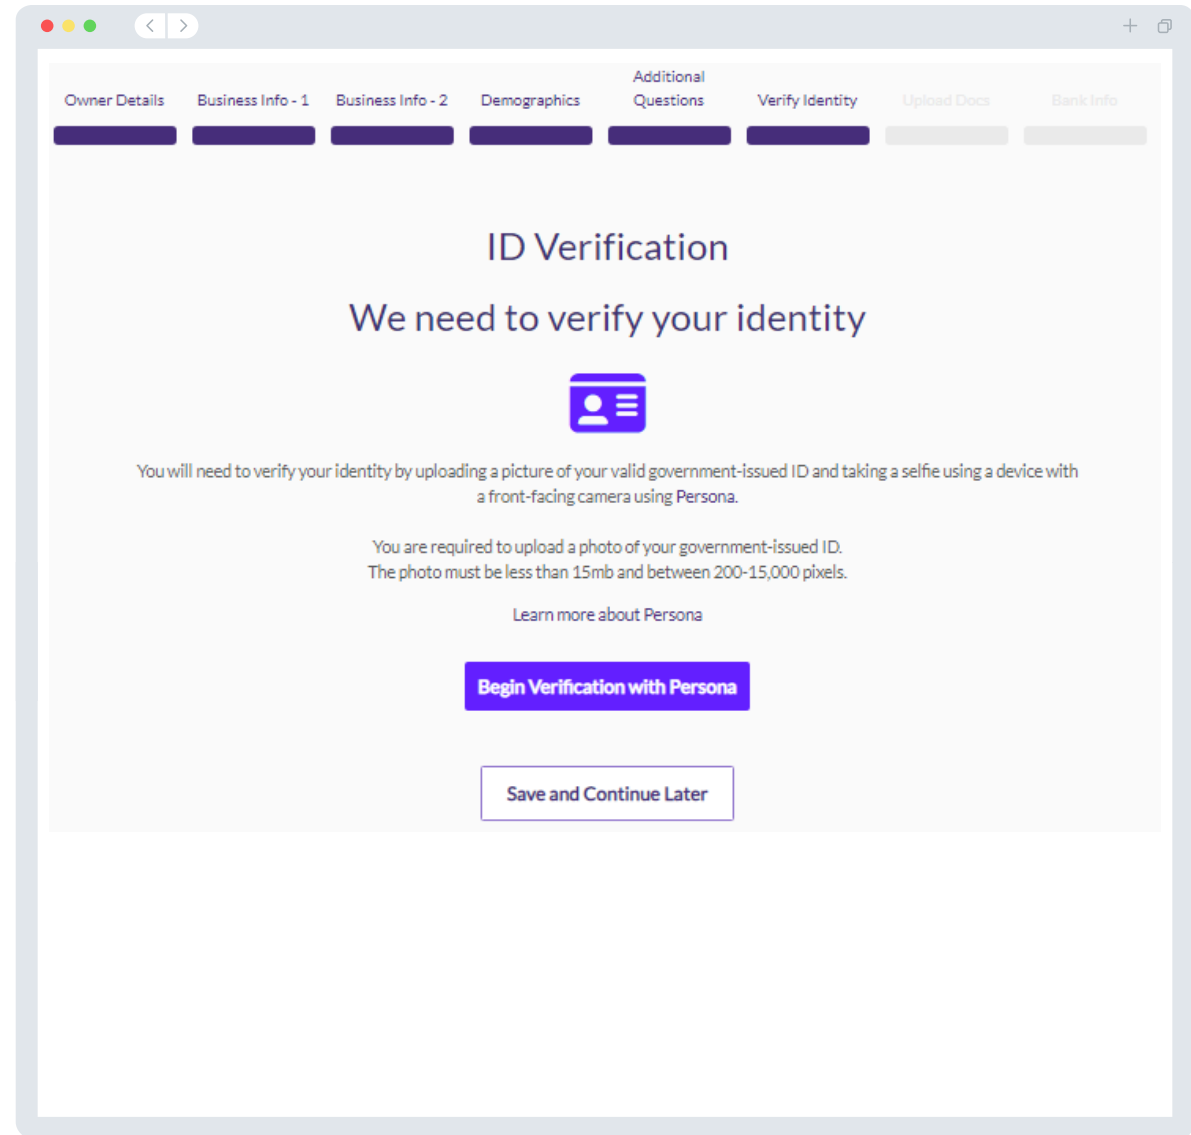 Owner Details
Business Info - 1
Business Info - 2
Demographics
Additional
Questions
Verify Identity
Upload Docs
Bank Info
ID Verification
We need to verify your identity
You will need to verify your identity by uploading a picture of your valid government-issued ID and taking a selfie using a device with
a front-facing camera using Persona.
You are required to upload a photo of your government-issued ID.
The photo must be less than 15mb and between 200-15,000 pixels.
Learn more about Persona
Begin Verification with Persona
Save and Continue Later